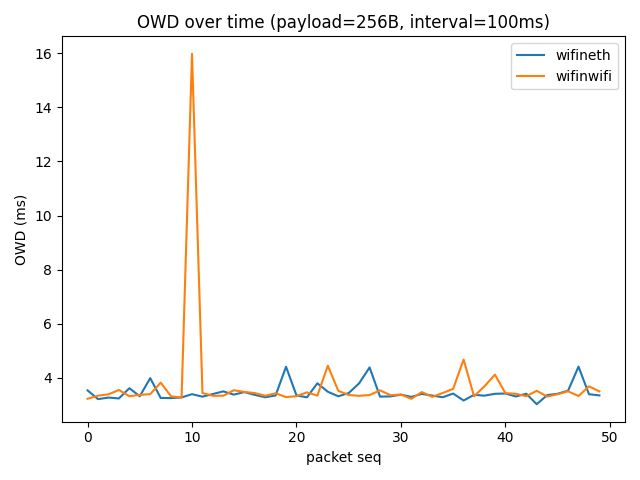 OWD over time (payload=256B, interval=100ms)
wifineth
wifinwifi
OWD (ms)
16
14
12
10
8
6
4
0
10
20
30
40
50
packet seq